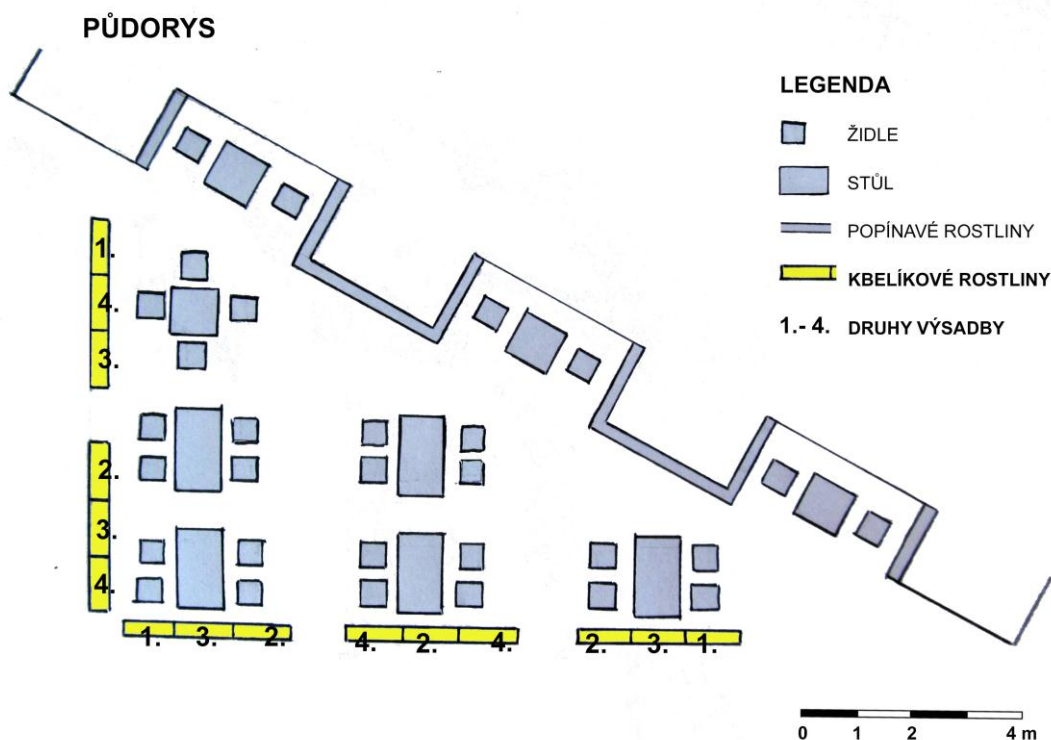 PŮDORYS
LEGENDA
ŽIDLE
STŮL
POPÍNAVÉ ROSTLINY
KBELÍKOVÉ ROSTLINY
1.- 4. DRUHY VÝSADBY
1.
4.
3.
2.
3.
4.
1. 3. 2.
4. 2. 4.
2. 3. 1.
0 1 2 4 m